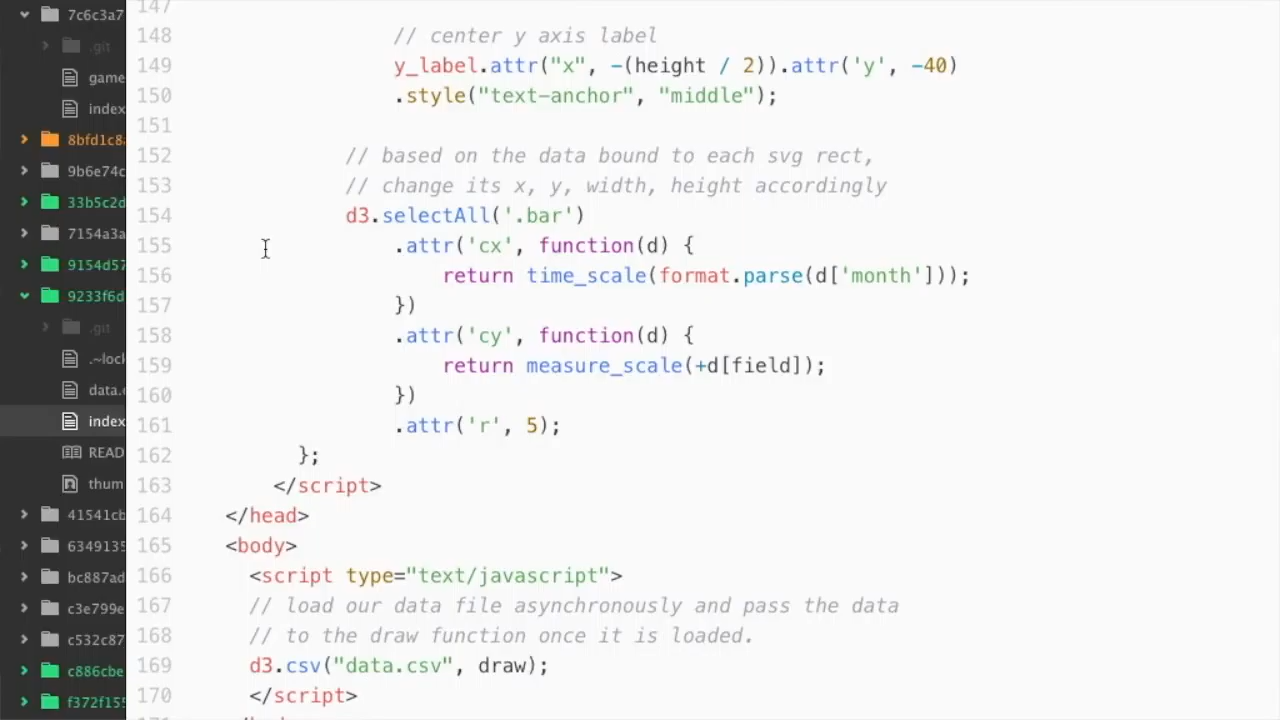 7c6c3a7
.git
game
index
8bfd1c8
9b6e74c
33b5c2d
7154a3a
9154d57
9233f6d
.git
.~lock
data.
index
READ
thum
41541cb
6349135
bc887ad
c3e799e
c532c87
c886cbe
f372f155
147
148 // center y axis label
149 y_label.attr("x", -(height / 2)).attr('y', -40)
150 .style("text-anchor", "middle");
151
152 // based on the data bound to each svg rect,
153 // change its x, y, width, height accordingly
154 d3.selectAll('.bar')
155 .attr('cx', function(d) {
156 return time_scale(format.parse(d['month']));
157 })
158 .attr('cy', function(d) {
159 return measure_scale(+d[field]);
160 })
161 .attr('r', 5);
162 };
163 </script>
164 </head>
165 <body>
166 <script type="text/javascript">
167 // load our data file asynchronously and pass the data
168 // to the draw function once it is loaded.
169 d3.csv("data.csv", draw);
170 </script>